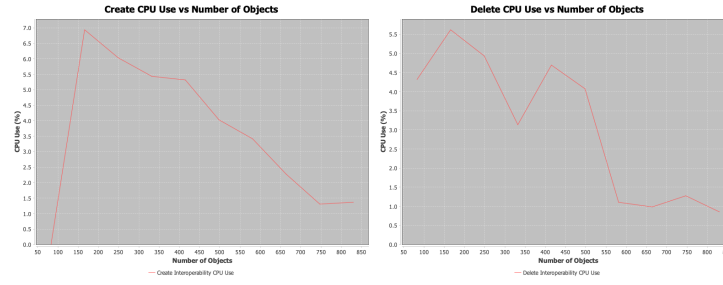 Create CPU Use vs Number of Objects
CPU Use (%)
7.0
6.5
6.0
5.5
5.0
4.5
4.0
3.5
3.0
2.5
2.0
1.5
1.0
0.5
0.0
50 100 150 200 250 300 350 400 450 500 550 600 650 700 750 800 850
Number of Objects
Create Interoperability CPU Use
Delete CPU Use vs Number of Objects
CPU Use (%)
5.5
5.0
4.5
4.0
3.5
3.0
2.5
2.0
1.5
1.0
0.5
0.0
50 100 150 200 250 300 350 400 450 500 550 600 650 700 750 800
Number of Objects
Delete Interoperability CPU Use